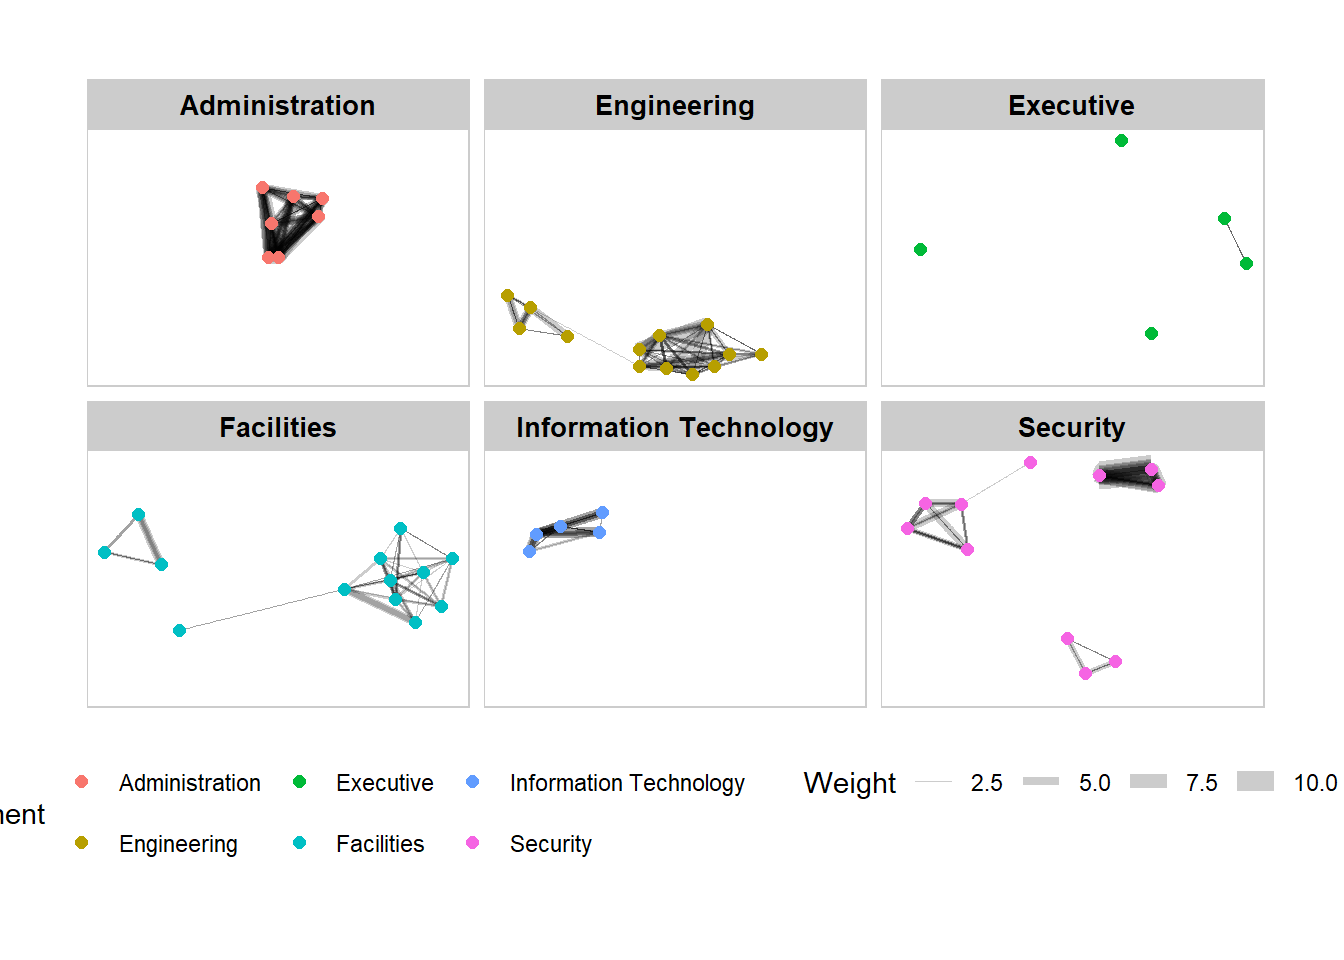 Administration
Engineering
Executive
Facilities
Information Technology
Security
Administration
Executive
Information Technology
Weight
2.5
5.0
7.5
10.0
Engineering
Facilities
Security